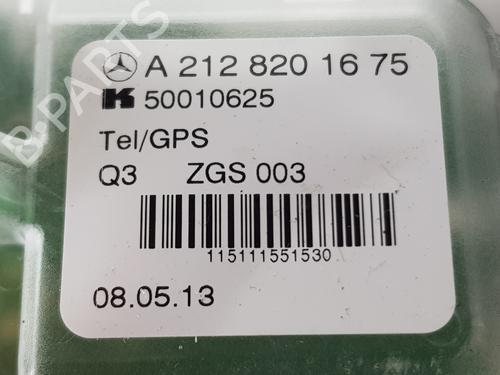 A 212 820 16 75
K 50010625
Tel/GPS
Q3 ZGS 003
115111551530
08.05.13
B-PARTS